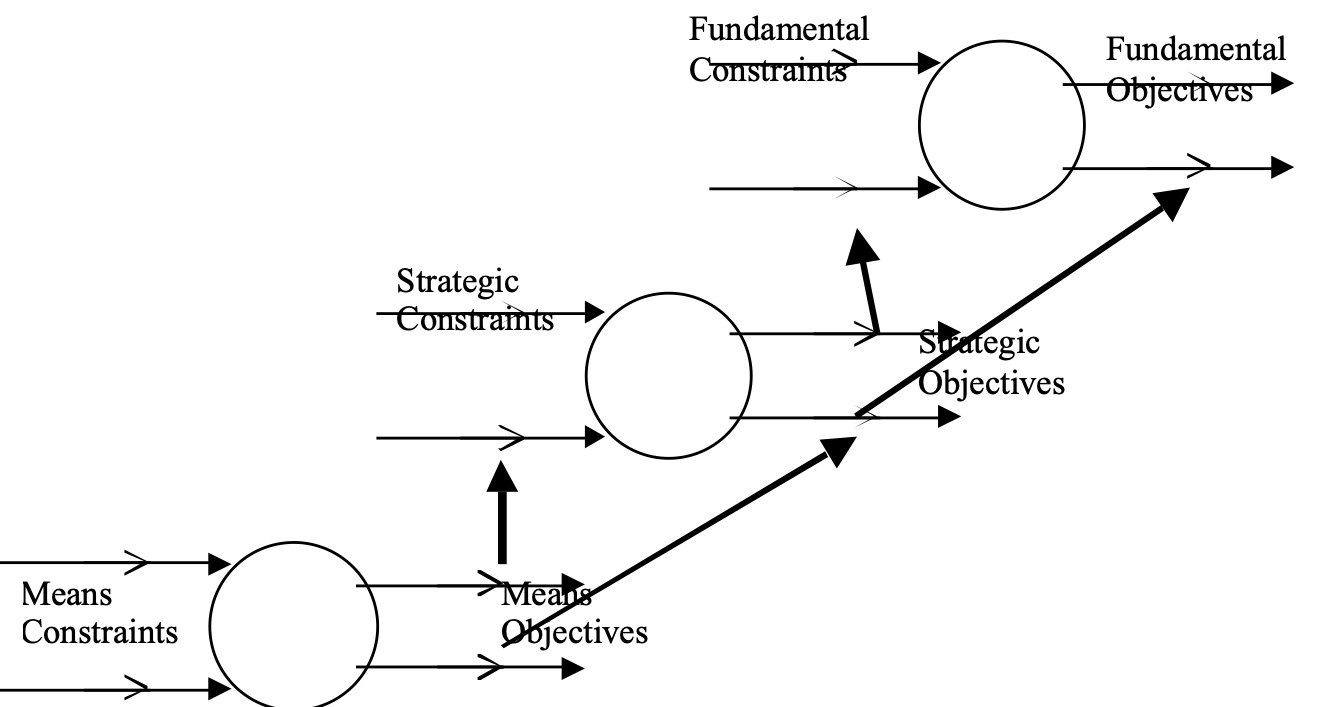 Fundamental
Constraints
Fundamental
Objectives
Strategic
Constraints
Strategic
Objectives
Means
Constraints
Means
Objectives